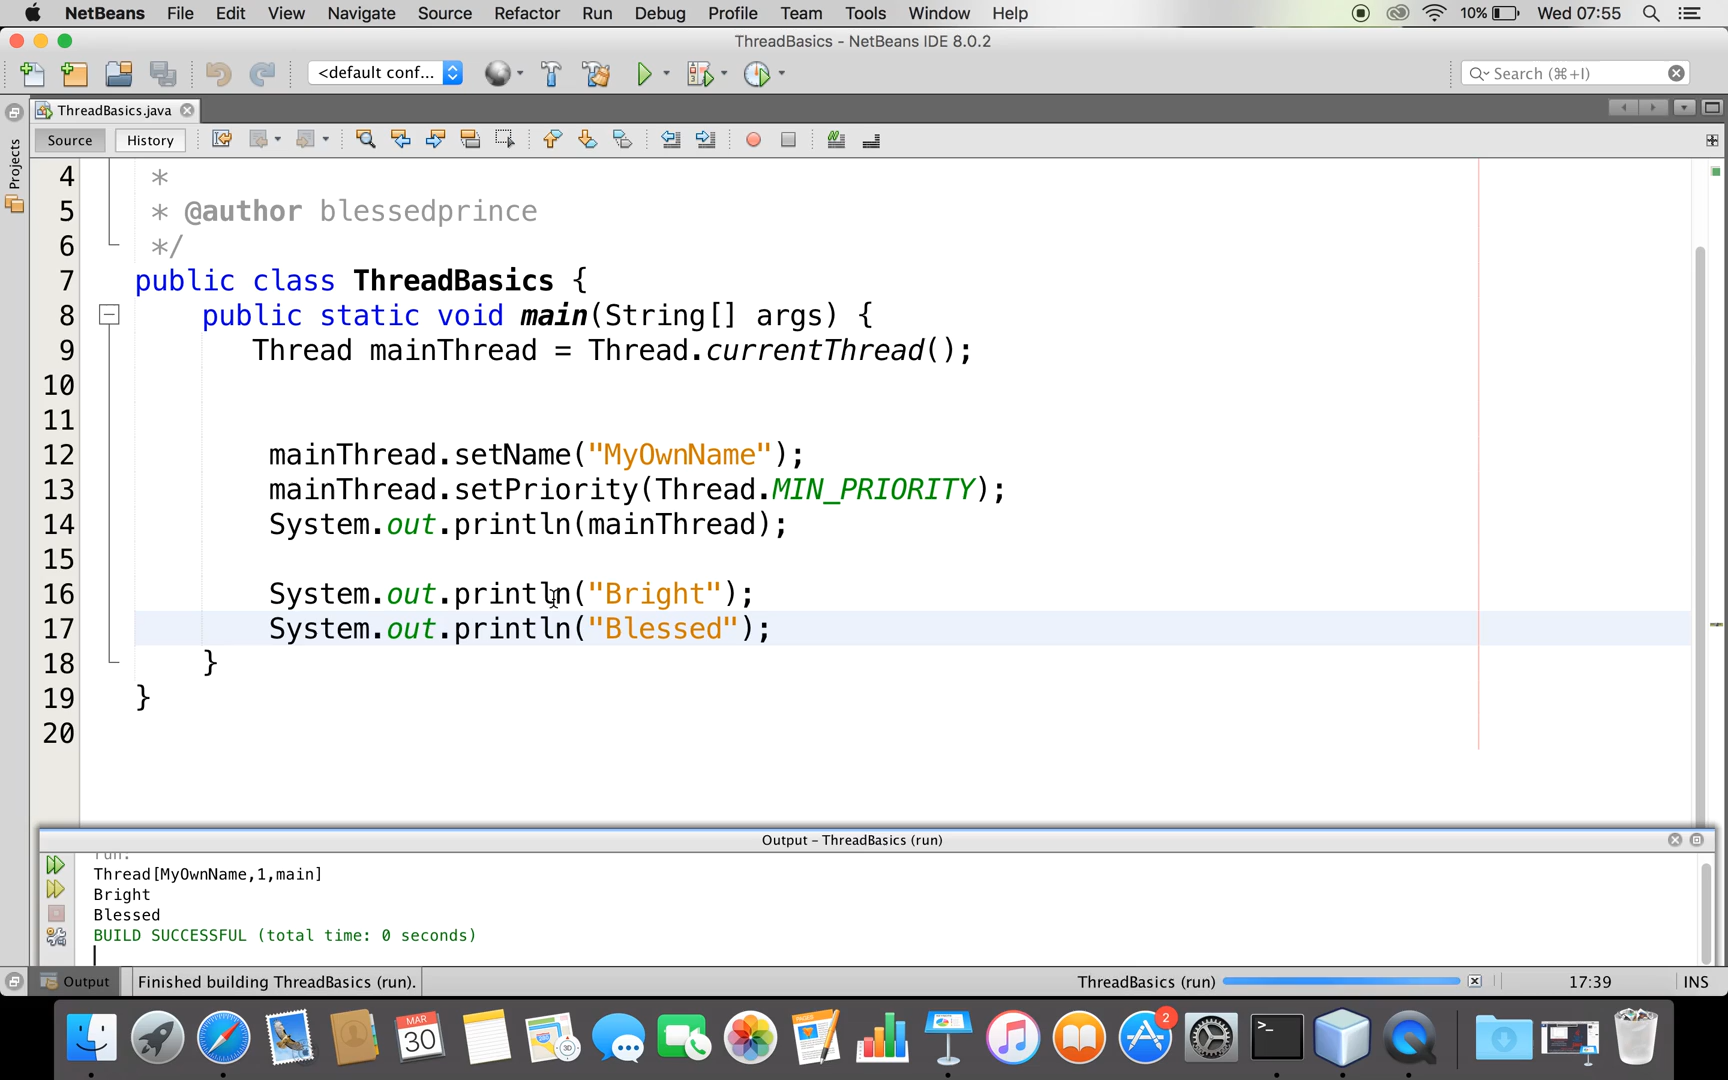 NetBeans File Edit View Navigate Source Refactor Run Debug Profile Team Tools Window Help 10% Wed 07:55
ThreadBasics - NetBeans IDE 8.0.2
<default conf... Search (⌘+I)
ThreadBasics.java
Source History
Projects
4 *
5 * @author blessedprince
6 */
7 public class ThreadBasics {
8 public static void main(String[] args) {
9 Thread mainThread = Thread.currentThread();
10
11
12 mainThread.setName("MyOwnName");
13 mainThread.setPriority(Thread.MIN_PRIORITY);
14 System.out.println(mainThread);
15
16 System.out.println("Bright");
17 System.out.println("Blessed");
18 }
19 }
20
Output - ThreadBasics (run)
run:
Thread[MyOwnName,1,main]
Bright
Blessed
BUILD SUCCESSFUL (total time: 0 seconds)
Output Finished building ThreadBasics (run). ThreadBasics (run) 17:39 INS
MAR
30
2
>_